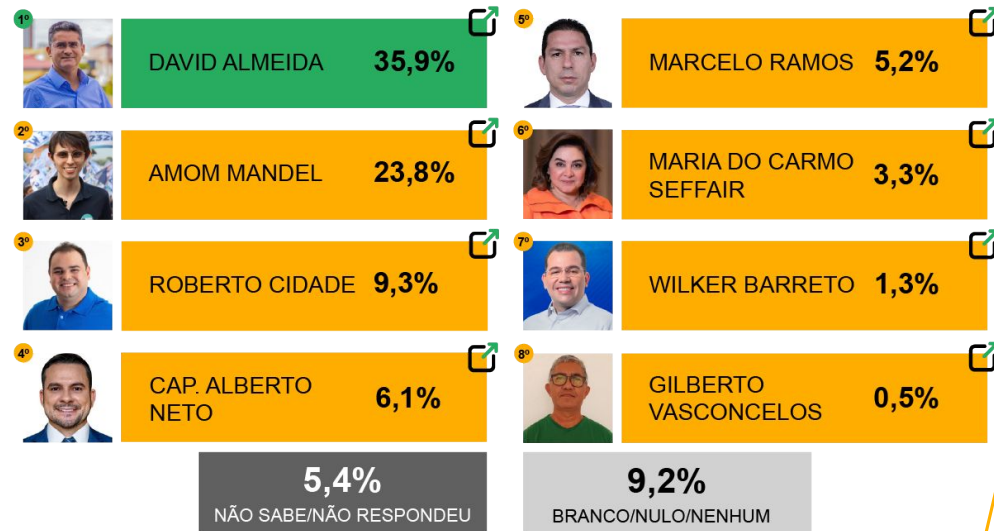 1º
DAVID ALMEIDA 35,9%
2º
AMOM MANDEL 23,8%
3º
ROBERTO CIDADE 9,3%
4º
CAP. ALBERTO
NETO
6,1%
5º
MARCELO RAMOS 5,2%
6º
MARIA DO CARMO
SEFFAIR
3,3%
7º
WILKER BARRETO 1,3%
8º
GILBERTO
VASCONCELOS
0,5%
5,4%
NÃO SABE/NÃO RESPONDEU
9,2%
BRANCO/NULO/NENHUM